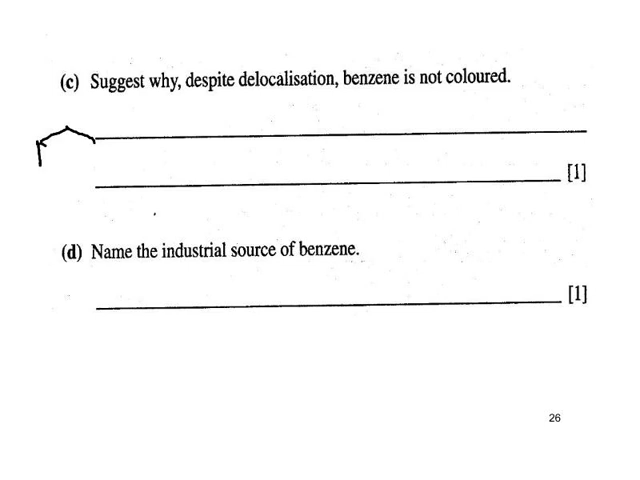 (c) Suggest why, despite delocalisation, benzene is not coloured.
[1]
(d) Name the industrial source of benzene.
[1]
26